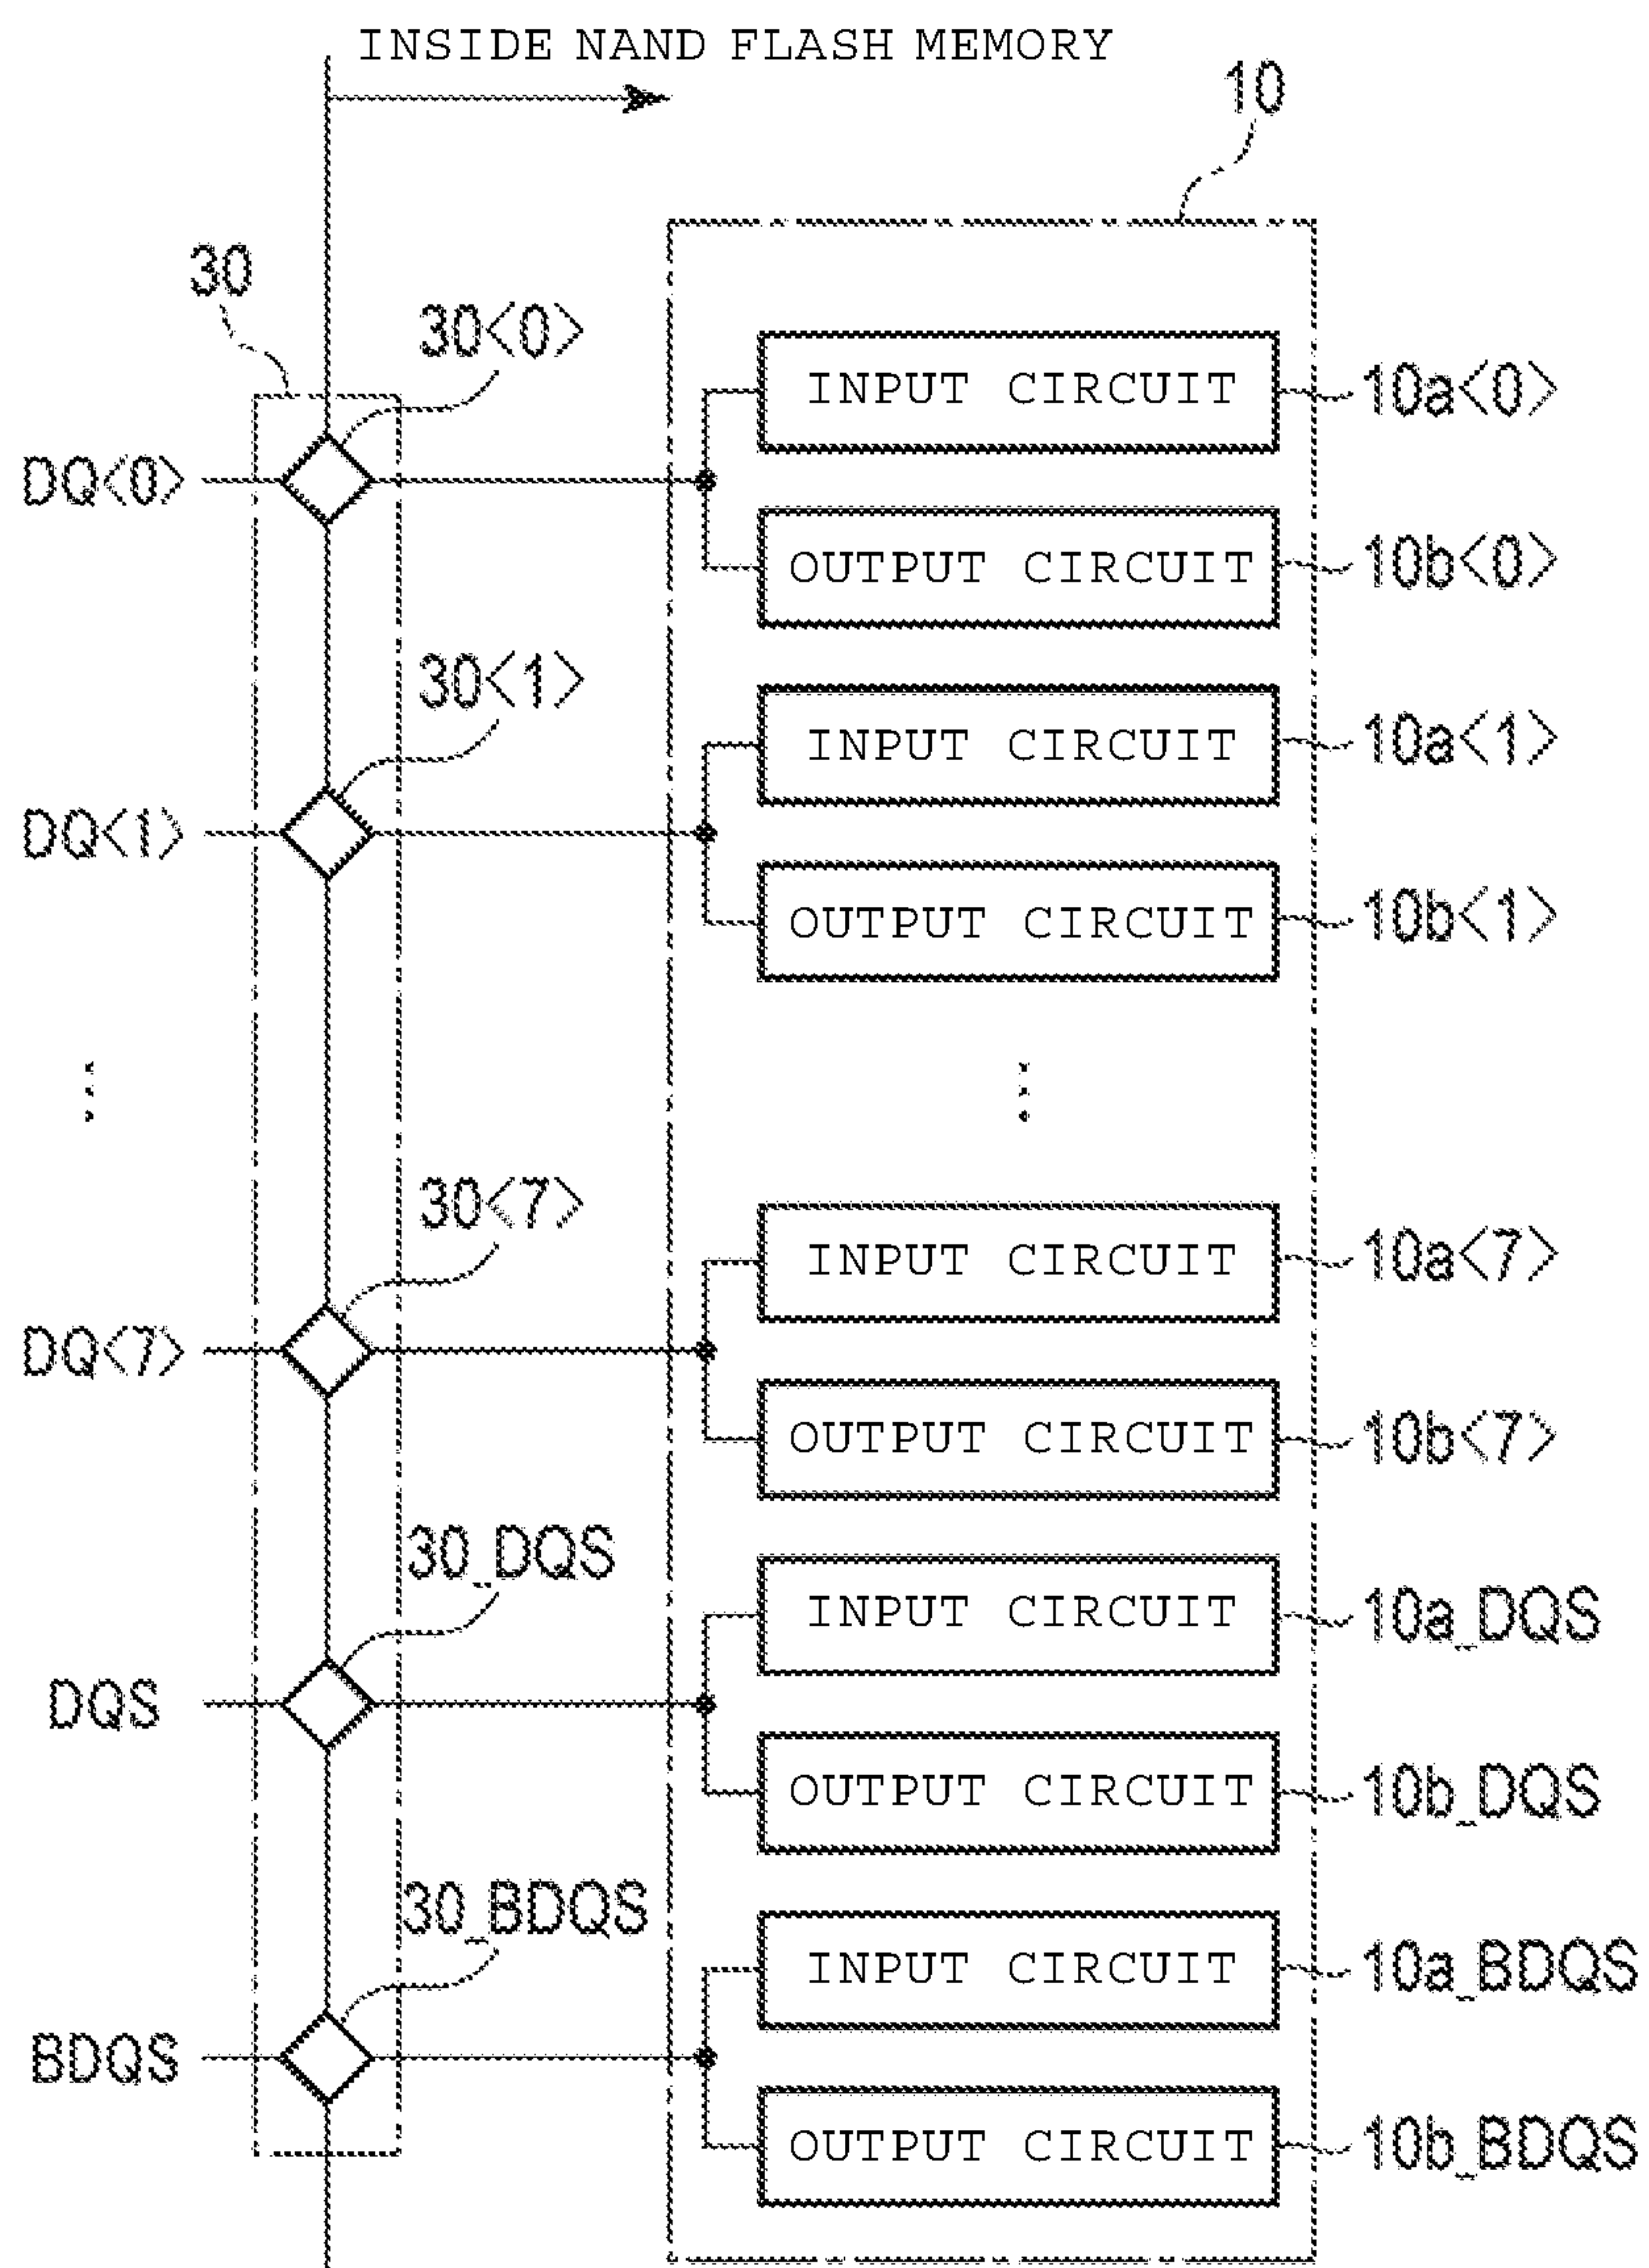 INSIDE NAND FLASH MEMORY
10
30
30<0>
INPUT CIRCUIT
10a<0>
DQ<0>
OUTPUT CIRCUIT
10b<0>
30<1>
INPUT CIRCUIT
10a<1>
DQ<1>
OUTPUT CIRCUIT
10b<1>
⋮
⋮
30<7>
INPUT CIRCUIT
10a<7>
DQ<7>
OUTPUT CIRCUIT
10b<7>
30_DQS
INPUT CIRCUIT
10a_DQS
DQS
OUTPUT CIRCUIT
10b_DQS
30_BDQS
INPUT CIRCUIT
10a_BDQS
BDQS
OUTPUT CIRCUIT
10b_BDQS